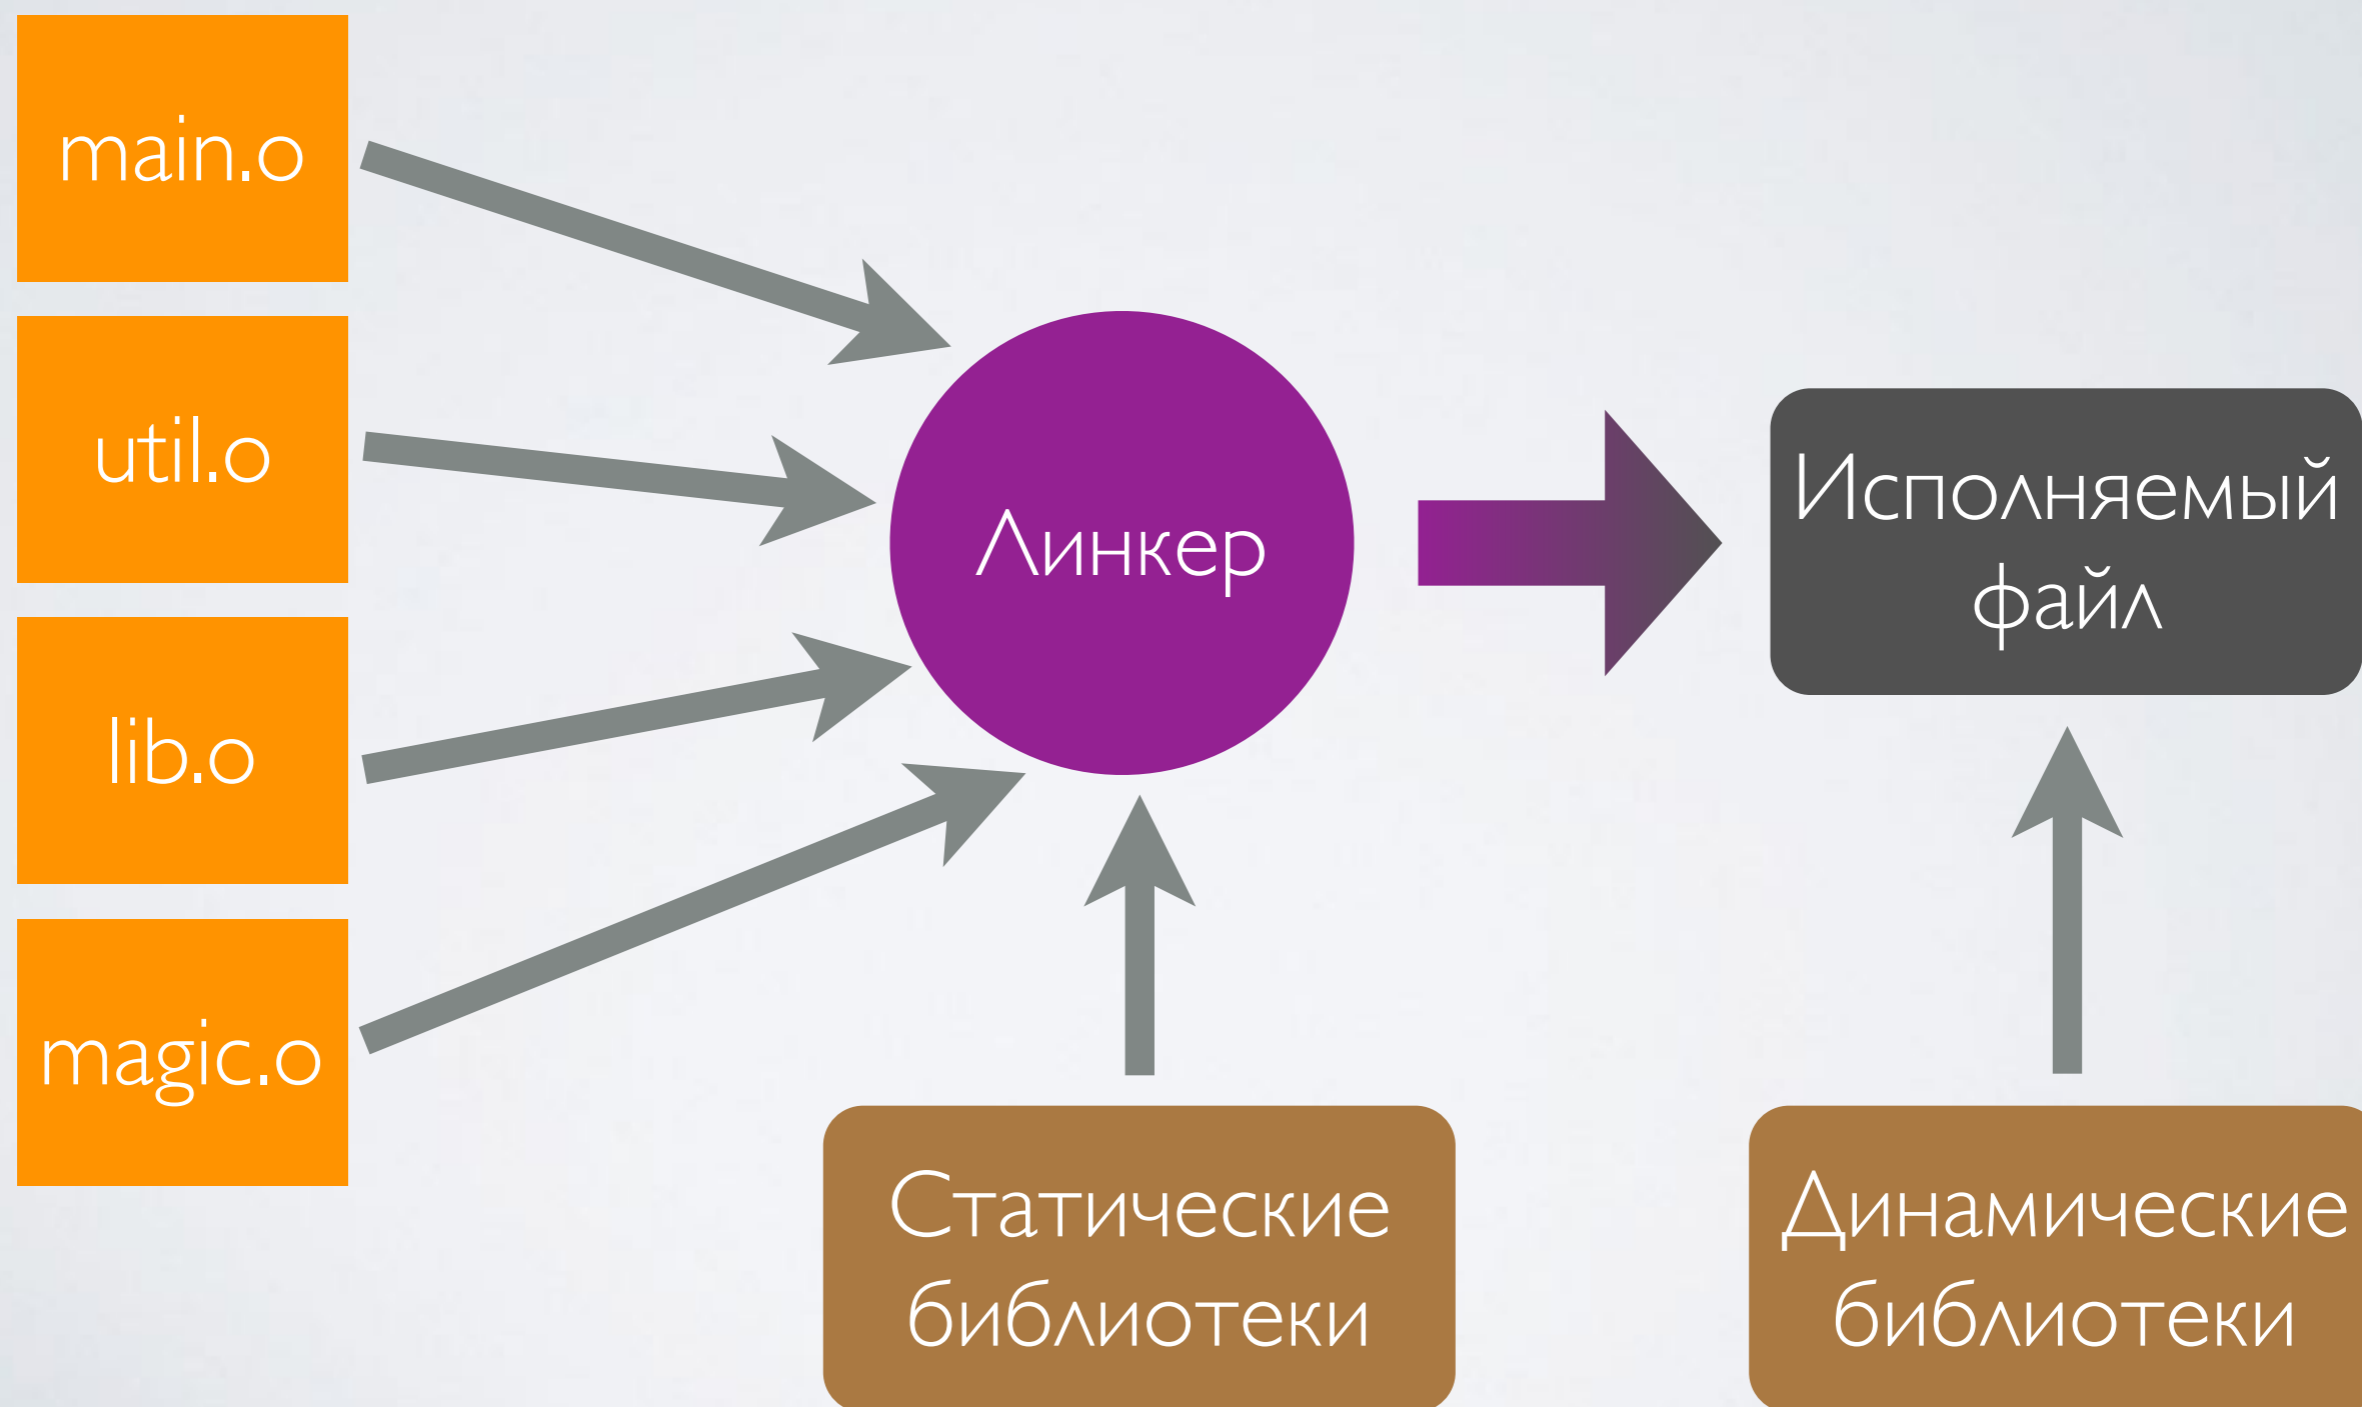 main.o
util.o
lib.o
magic.o
Линкер
Исполняемый
файл
Статические
библиотеки
Динамические
библиотеки